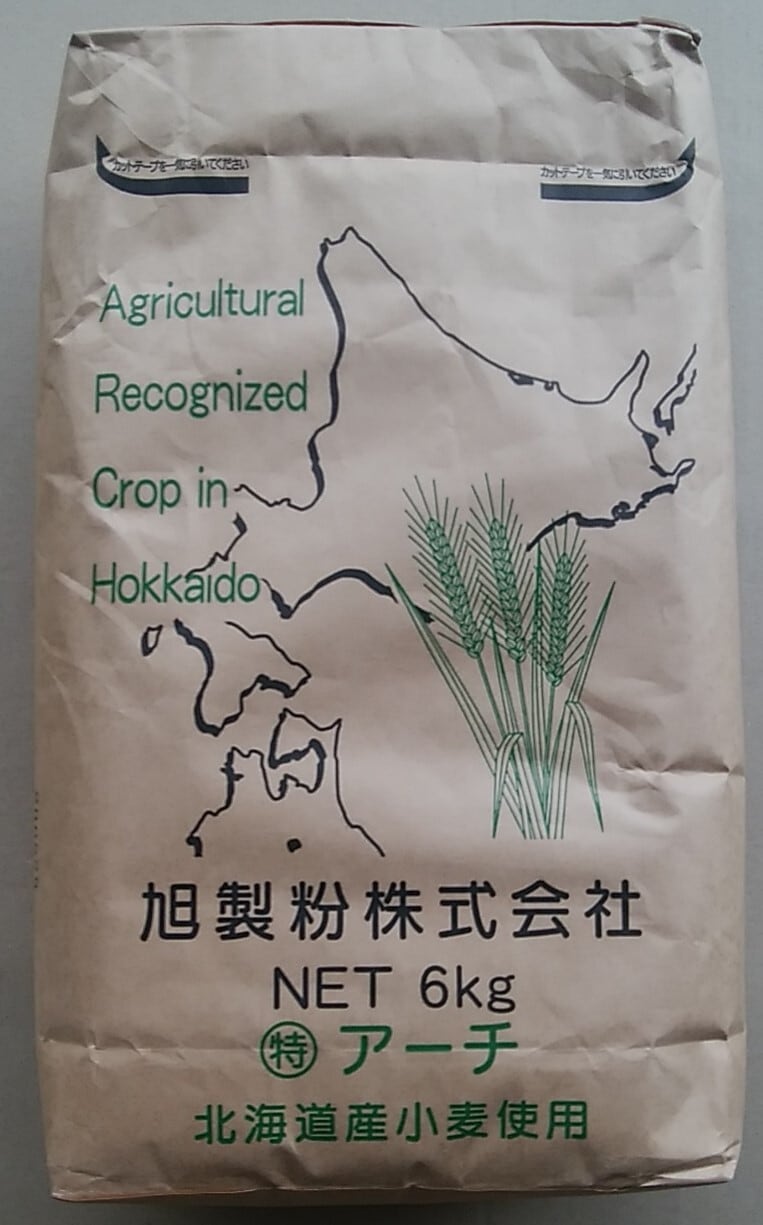 カットテープを一気に引いてください
カットテープを一気に引いてください
Agricultural
Recognized
Crop in
Hokkaido
旭製粉株式会社
NET 6kg
㊕ アーチ
北海道産小麦使用